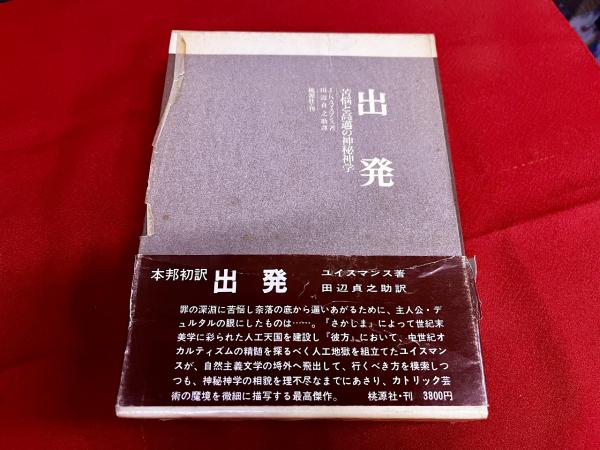 出発
苦悩と高邁の神秘神学
J・K・ユイスマンス著
田辺貞之助訳
桃源社・刊
本邦初訳 出発 ユイスマンス著
田辺貞之助訳
罪の深淵に苦悩し奈落の底から遁いあがるために、主人公・デ
ュルタルの眼にしたものは……。『さかしま』によって世紀末
美学に彩られた人工天国を建設し『彼方』において、中世紀オ
カルティズムの精髄を探るべく人工地獄を組立てたユイスマン
スが、自然主義文学の埒外へ飛出して、行くべき方を模索しつ
つも、神秘神学の相貌を理不尽なまでにあさり、カトリック芸
術の魔境を微細に描写する最高傑作。 桃源社・刊 3800円